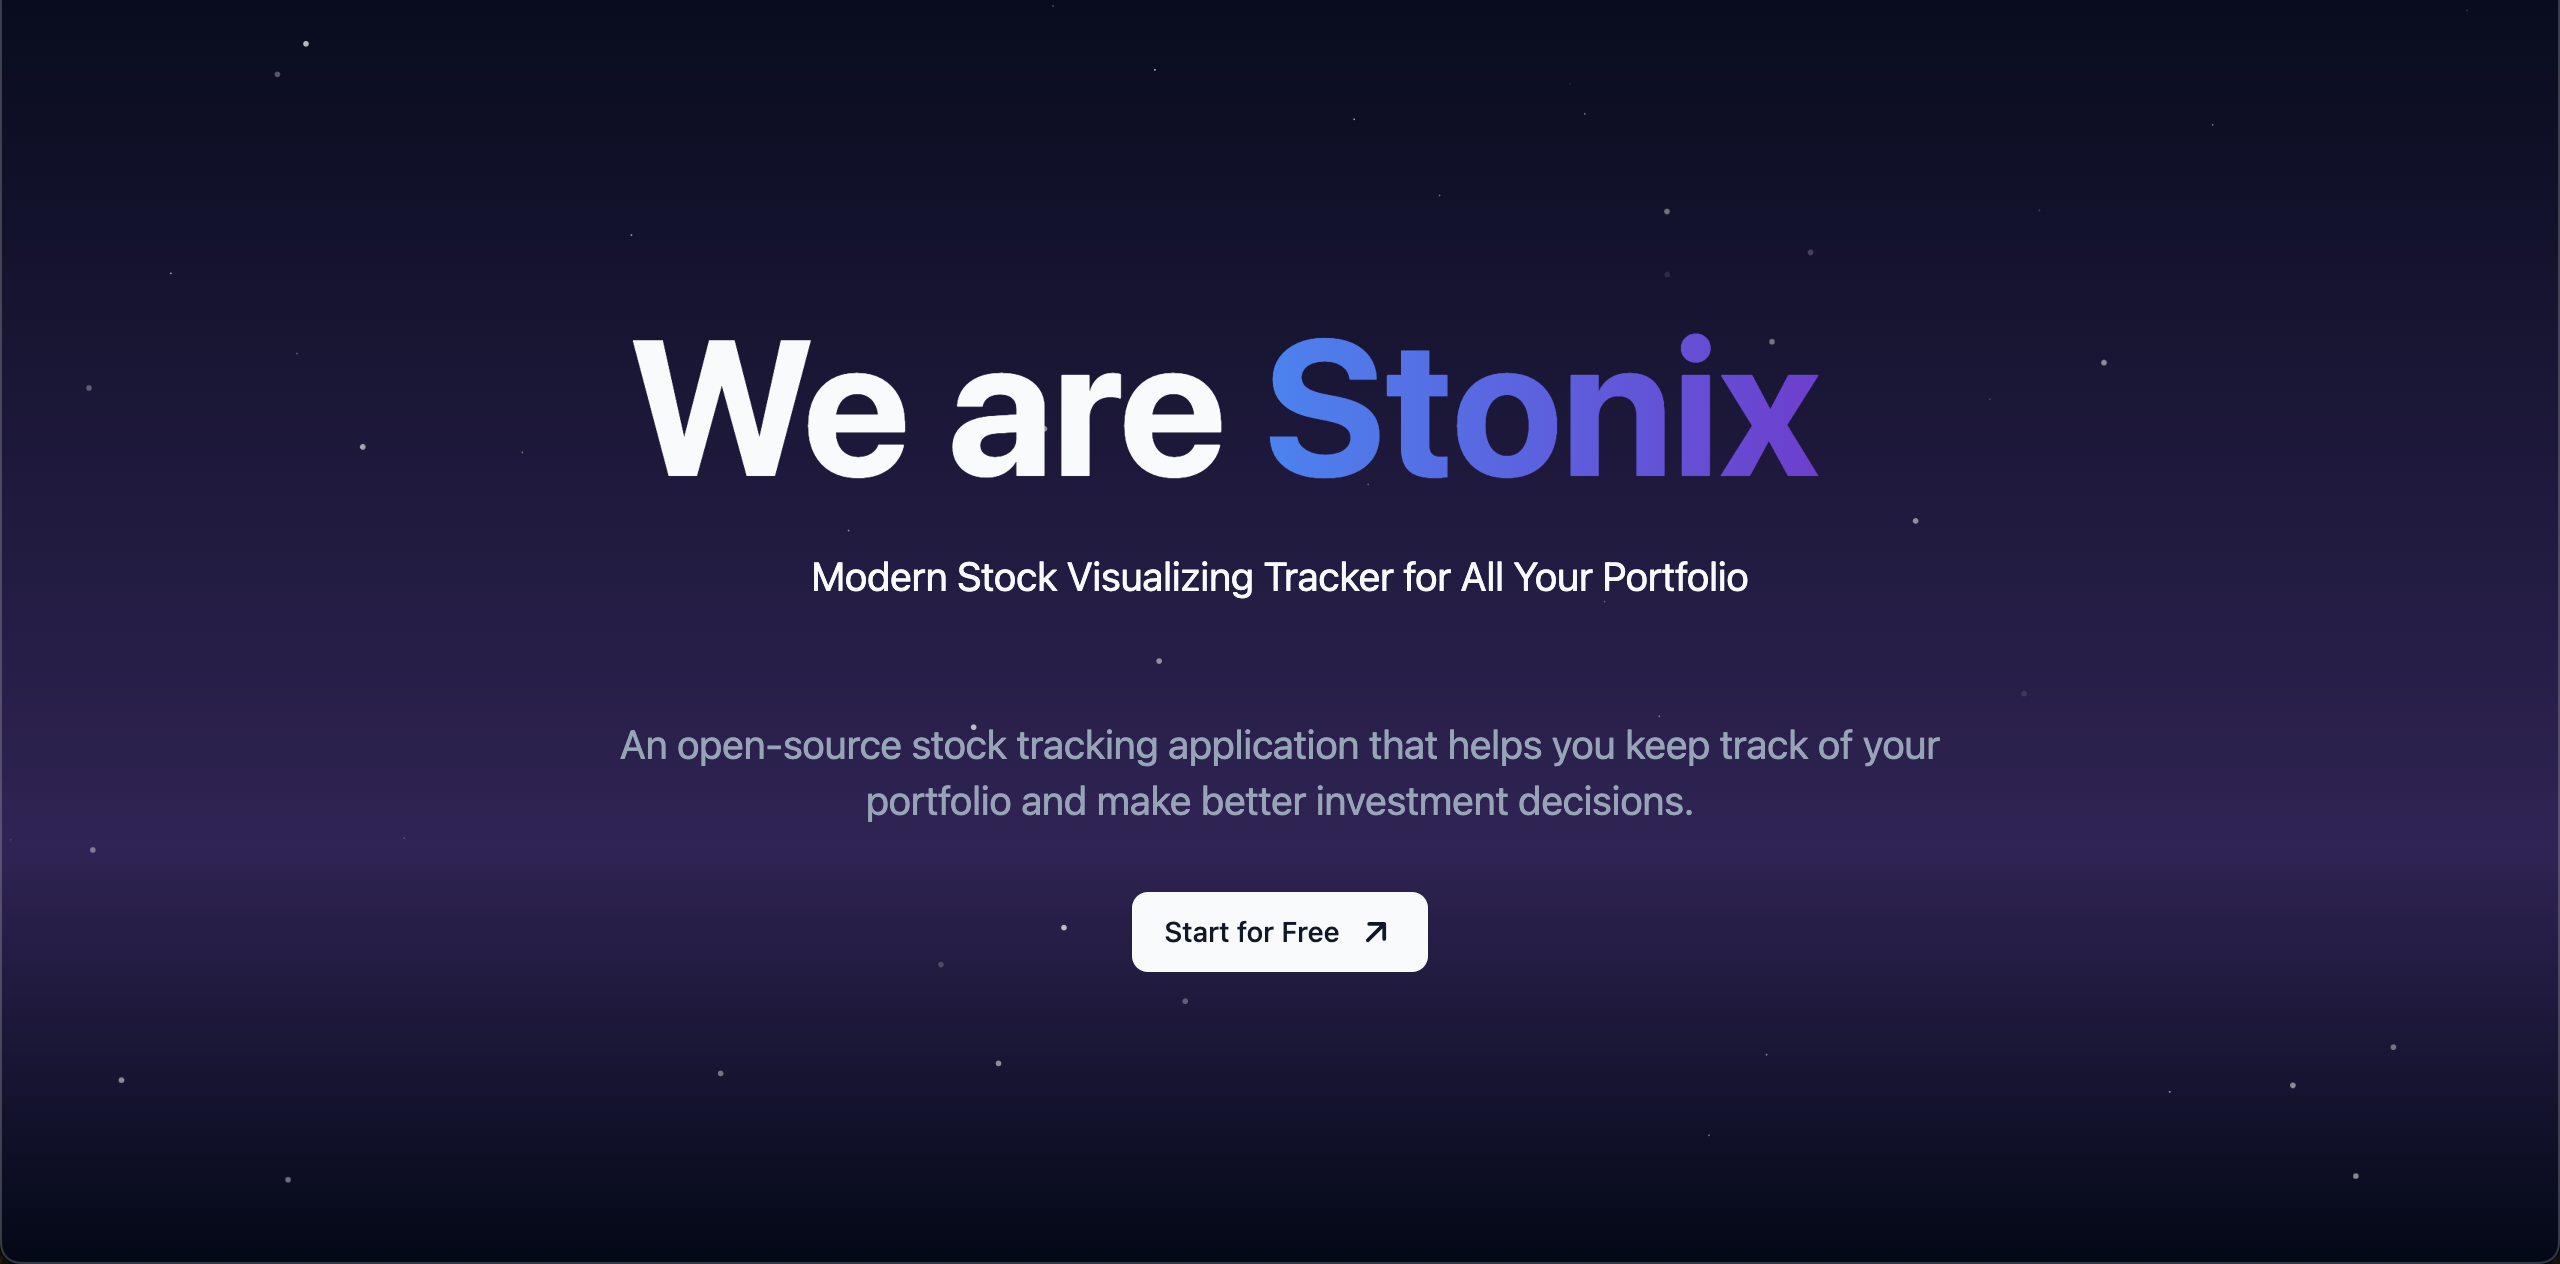 We are Stonix
Modern Stock Visualizing Tracker for All Your Portfolio
An open-source stock tracking application that helps you keep track of your
portfolio and make better investment decisions.
Start for Free